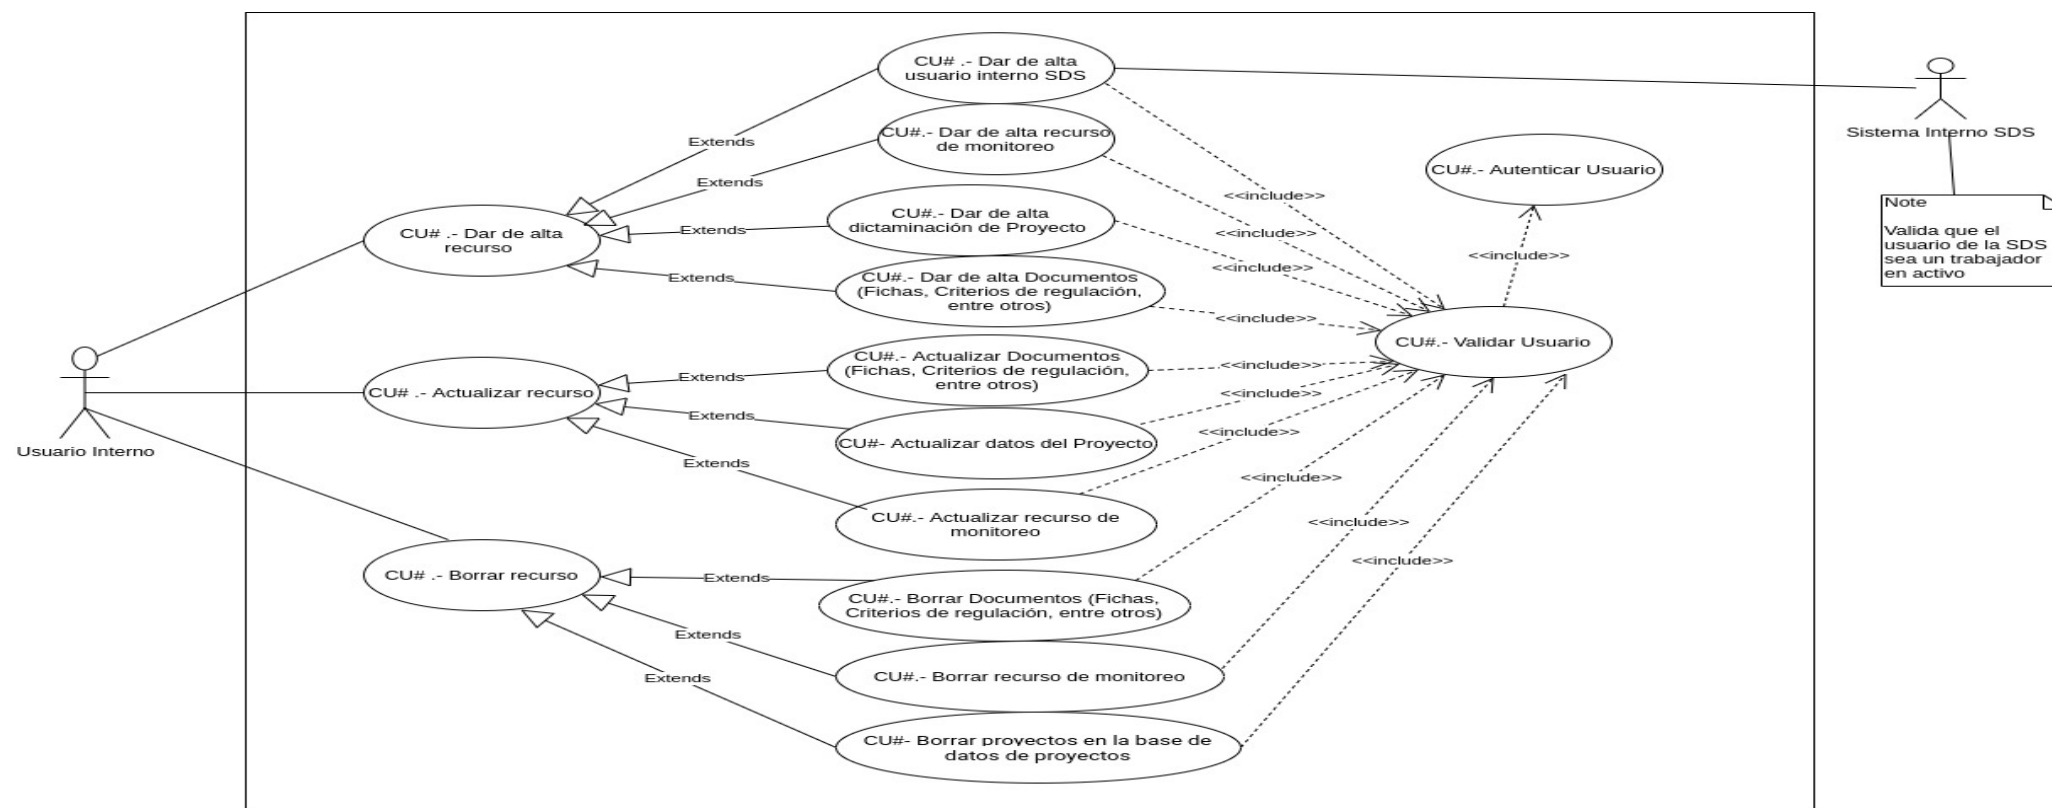 CU# .- Dar de alta
usuario interno SDS
Extends
CU#.- Dar de alta recurso
de monitoreo
Sistema Interno SDS
CU#.- Autenticar Usuario
Extends
<<include>>
Note
Valida que el
usuario de la SDS
sea un trabajador
en activo
CU# .- Dar de alta
recurso
Extends
CU#.- Dar de alta
dictaminación de Proyecto
<<include>>
<<include>>
<<include>>
Extends
CU#.- Dar de alta Documentos
(Fichas, Criterios de regulación,
entre otros)
<<include>>
CU#.- Validar Usuario
Usuario Interno
CU# .- Actualizar recurso
Extends
CU#.- Actualizar Documentos
(Fichas, Criterios de regulación,
entre otros)
<<include>>
<<include>>
Extends
CU#- Actualizar datos del Proyecto
<<include>>
Extends
CU#.- Actualizar recurso de
monitoreo
<<include>>
<<include>>
<<include>>
CU# .- Borrar recurso
Extends
CU#.- Borrar Documentos (Fichas,
Criterios de regulación, entre otros)
Extends
CU#.- Borrar recurso de monitoreo
Extends
CU#- Borrar proyectos en la base de
datos de proyectos